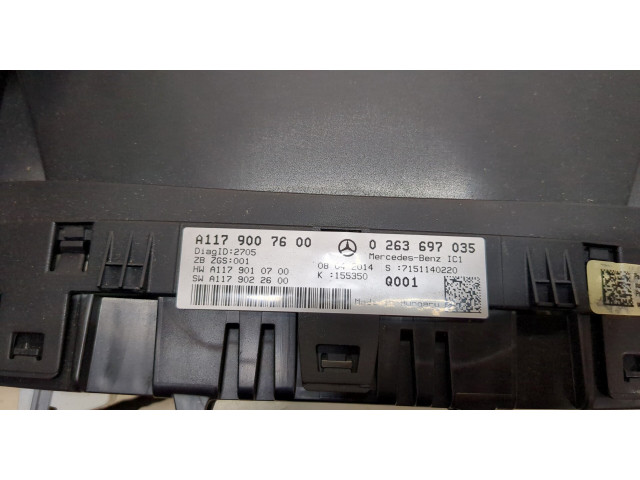 A117 900 76 00
DiagID:2705
ZB ZGS:001
HW A117 901 07 00
SW A117 902 26 00
08 04 2014
K :155350
0 263 697 035
Mercedes-Benz IC1
S :7151140220
Q001